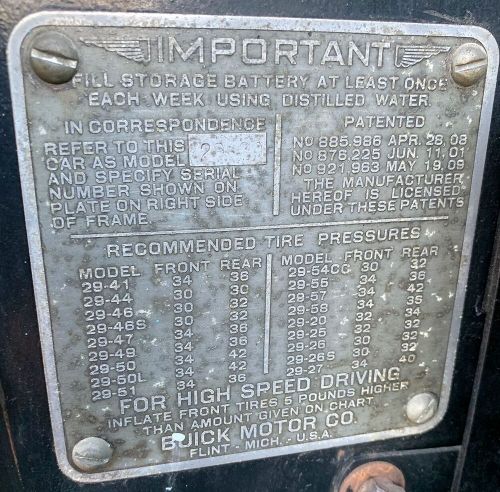 IMPORTANT
FILL STORAGE BATTERY AT LEAST ONCE
EACH WEEK USING DISTILLED WATER.
IN CORRESPONDENCE
REFER TO THIS
CAR AS MODEL
AND SPECIFY SERIAL
NUMBER SHOWN ON
PLATE ON RIGHT SIDE
OF FRAME.
PATENTED
No 885.986 APR. 28,08
No 876.225 JUN. 11.01
No 921,963 MAY 19,09
THE MANUFACTURER
HEREOF IS LICENSED
UNDER THESE PATENTS
RECOMMENDED TIRE PRESSURES
MODEL FRONT REAR
29-41 34 36
29-44 30
29-46 30 32
29-46S 30 32
29-47 34 36
29-49 34 42
29-50 34 42
29-50L 34 42
29-51 34 36
MODEL FRONT REAR
29-54CC 30 32
29-55 34 36
29-57 34 42
29-58 34
29-20 30 32
29-25 32 32
29-26 30 32
29-26S 30 32
29-27 34 40
FOR HIGH SPEED DRIVING
INFLATE FRONT TIRES 5 POUNDS HIGHER
THAN AMOUNT GIVEN ON CHART.
BUICK MOTOR CO.
FLINT - MICH. - U.S.A.